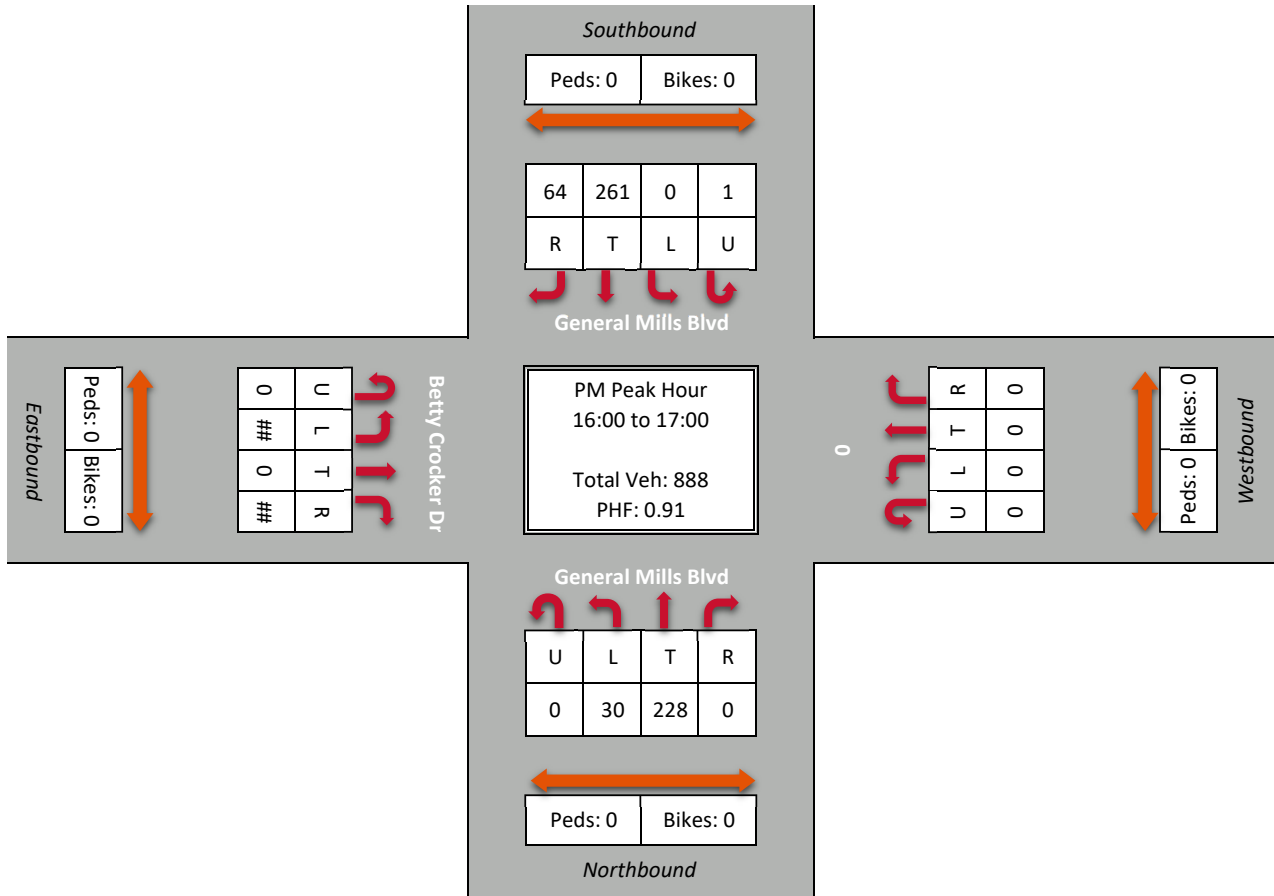 Southbound
Peds: 0 Bikes: 0
64 261 0 1
R T L U
General Mills Blvd
Eastbound
Peds: 0 Bikes: 0
0 ## 0 ##
U L T R
Betty Crocker Dr
PM Peak Hour
16:00 to 17:00
Total Veh: 888
PHF: 0.91
0
R T L U
0 0 0 0
Peds: 0 Bikes: 0
Westbound
General Mills Blvd
U L T R
0 30 228 0
Peds: 0 Bikes: 0
Northbound